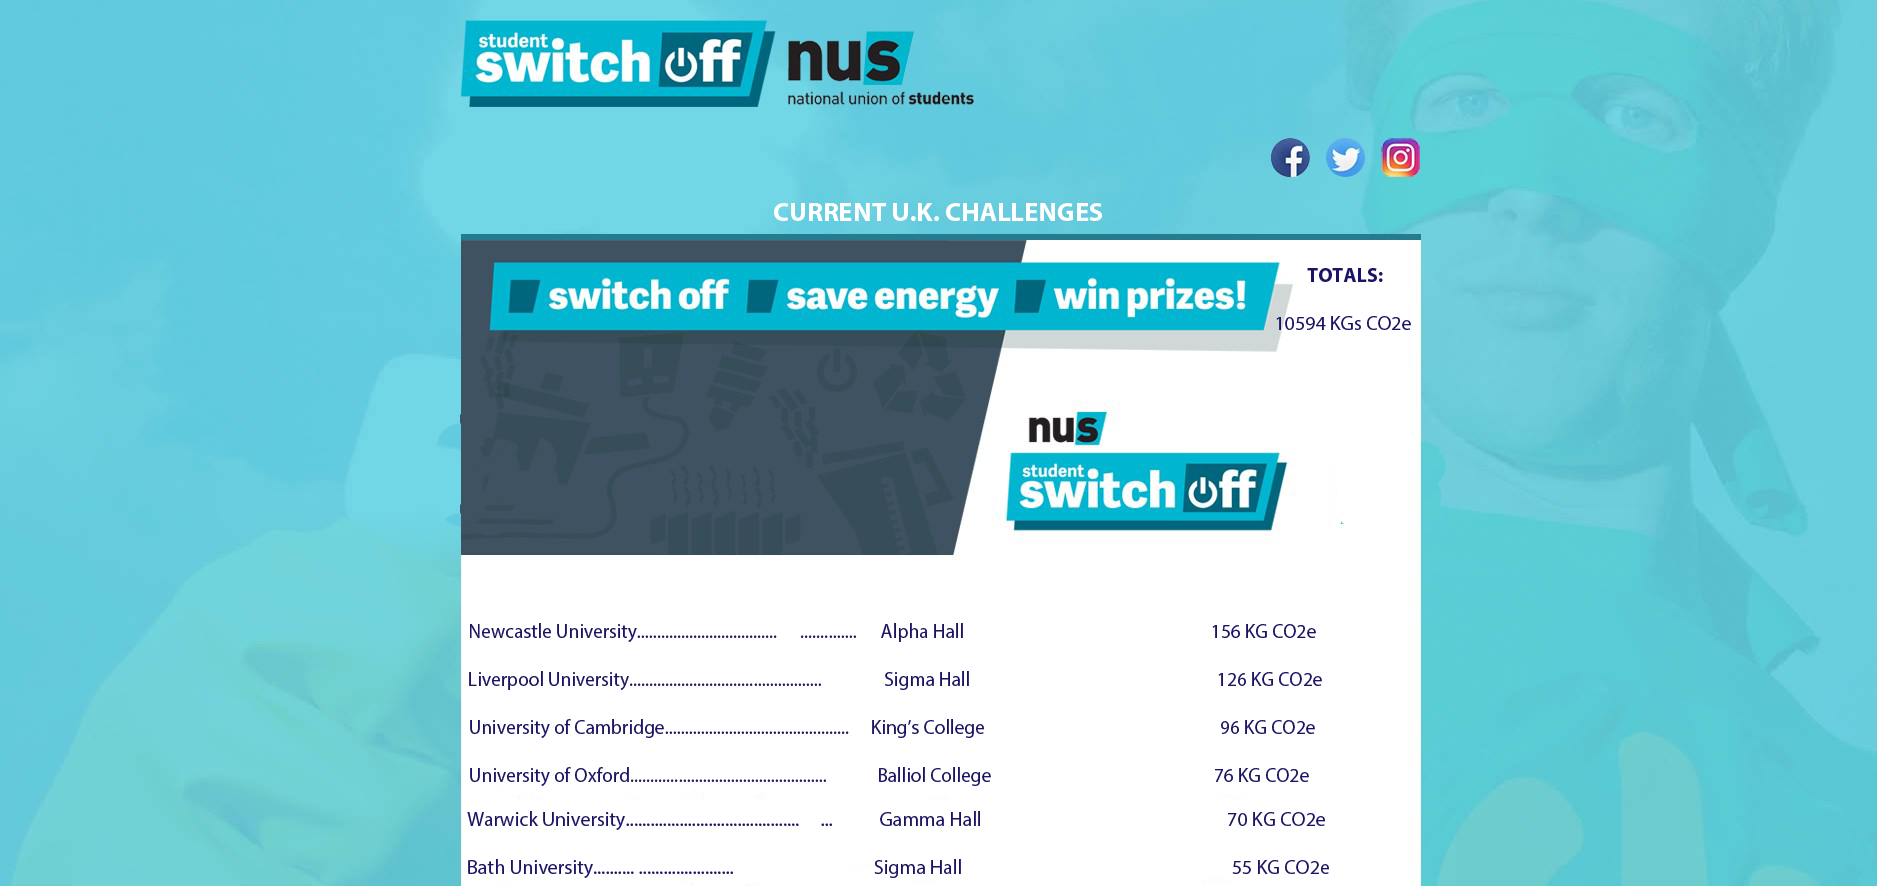 student
switch off
nus
national union of students
CURRENT U.K. CHALLENGES
switch off save energy win prizes!
TOTALS:
10594 KGs CO2e
nus
student
switch off
Newcastle University................................... .............. Alpha Hall 156 KG CO2e
Liverpool University................................................ Sigma Hall 126 KG CO2e
University of Cambridge.............................................. King’s College 96 KG CO2e
University of Oxford................................................. Balliol College 76 KG CO2e
Warwick University........................................... ... Gamma Hall 70 KG CO2e
Bath University.......... ....................... Sigma Hall 55 KG CO2e